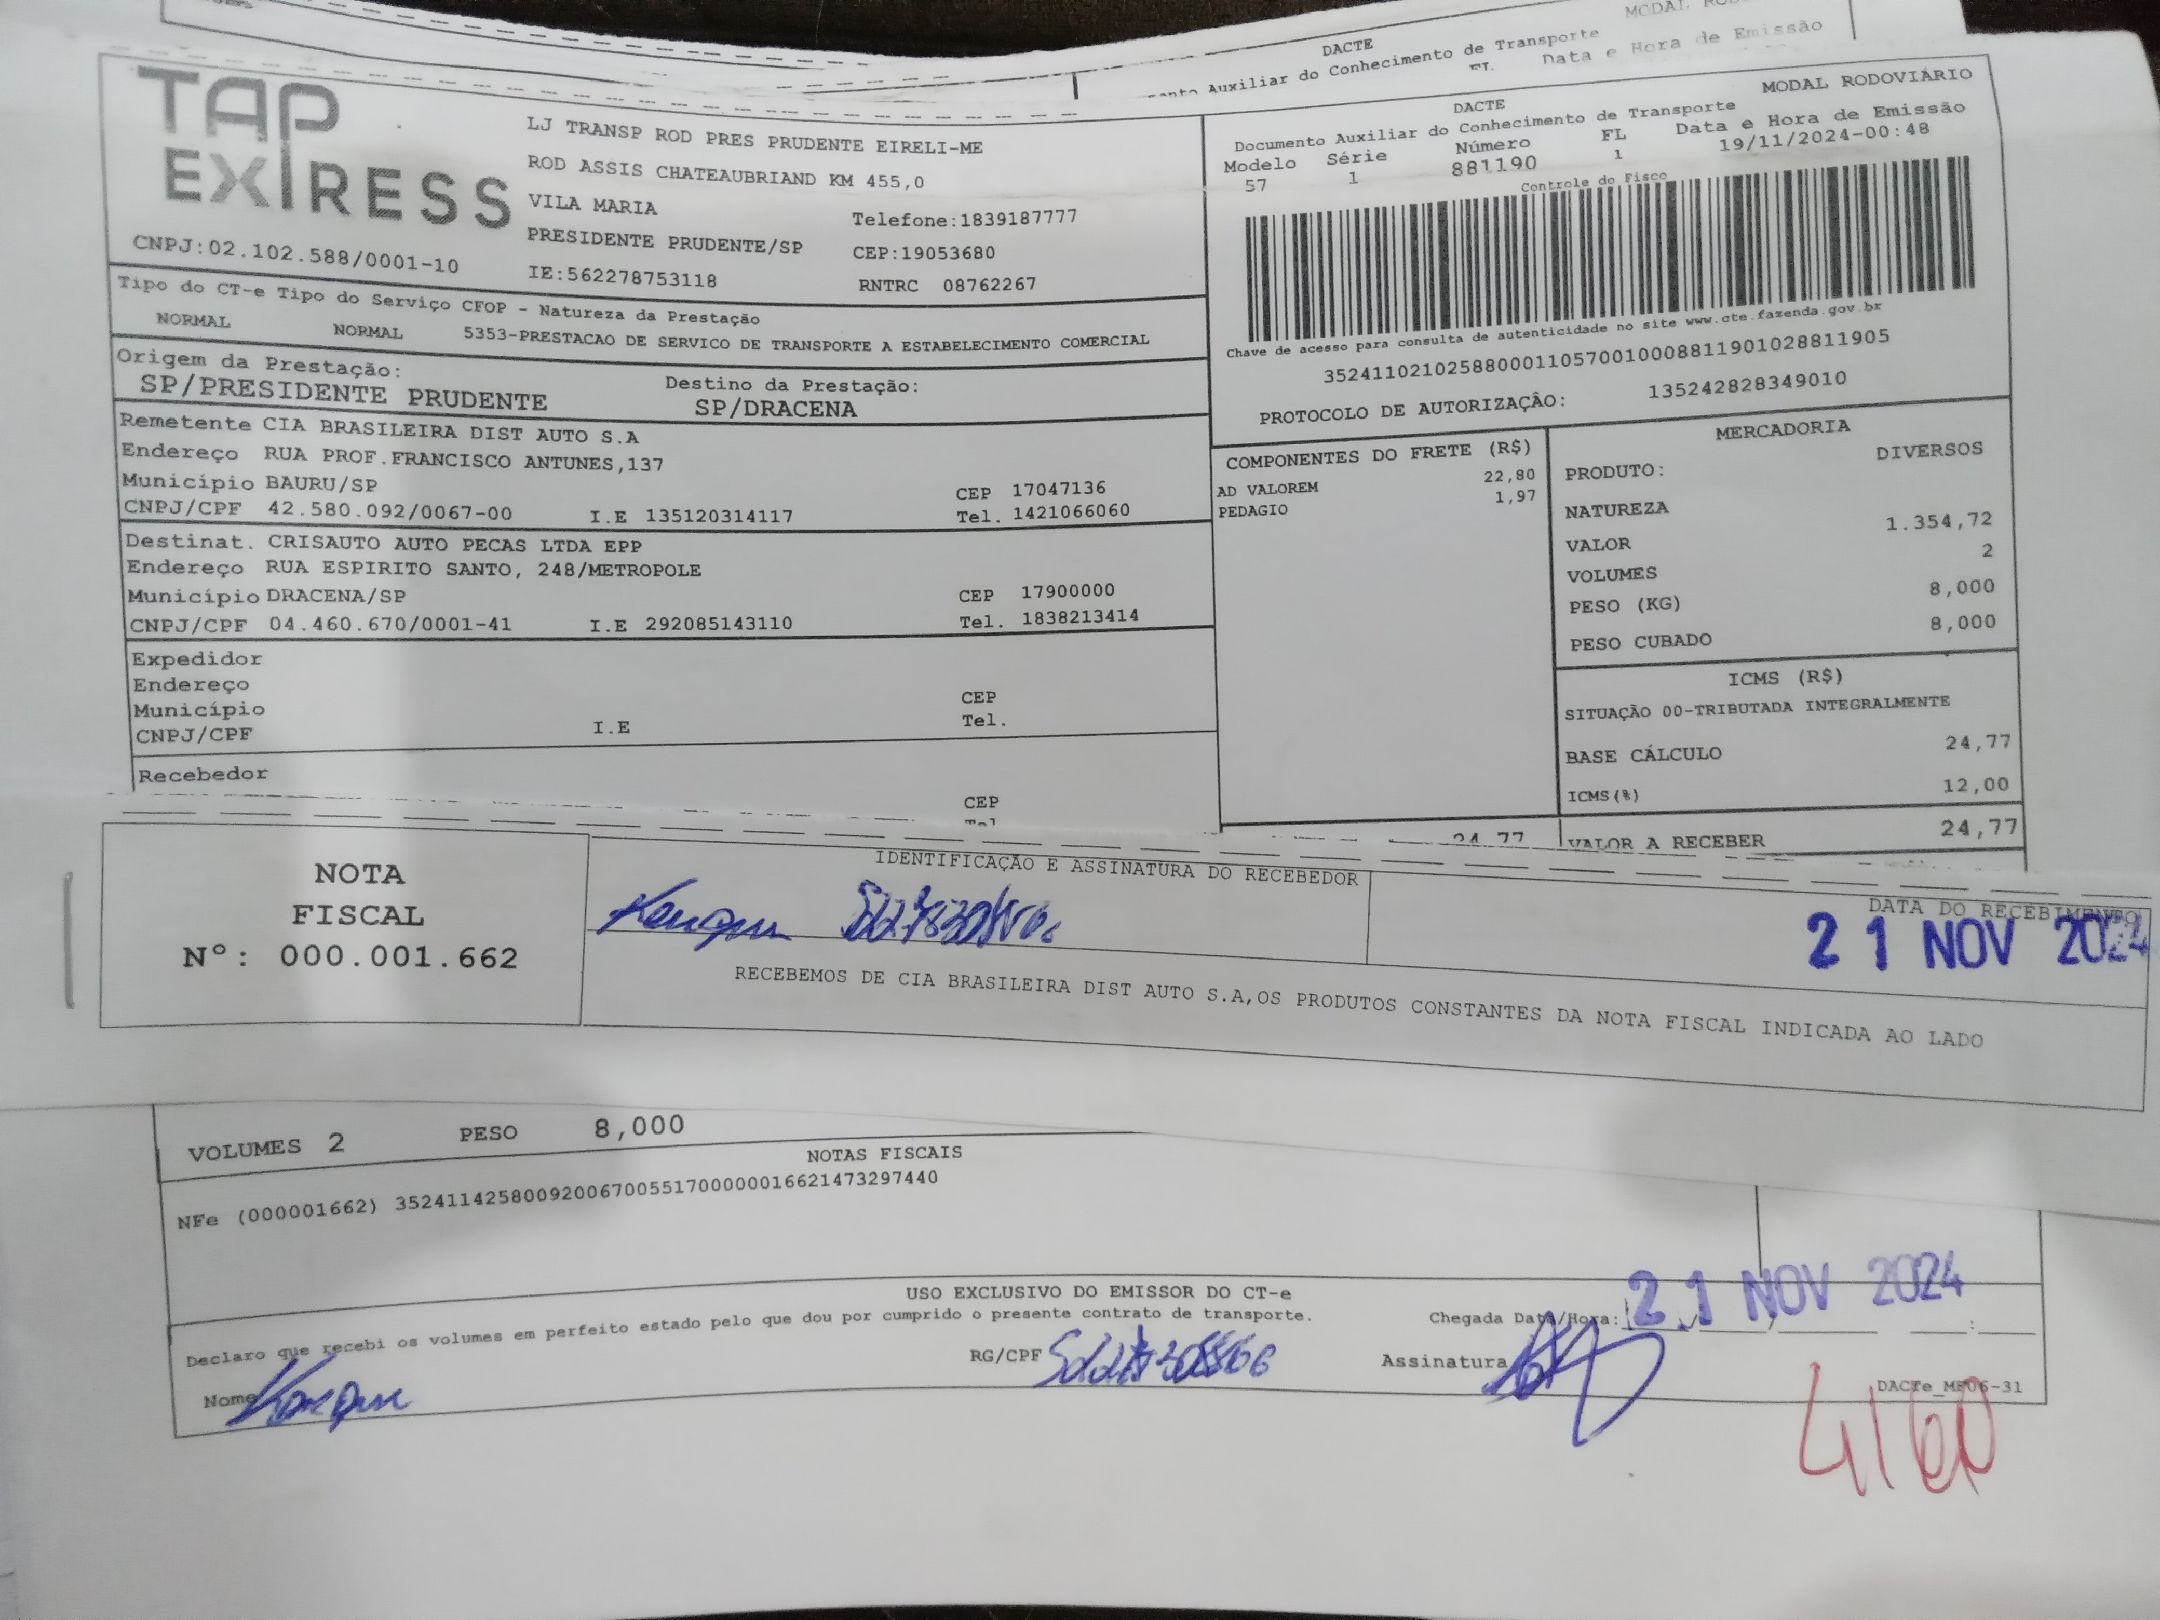 DACTE
Auxiliar do Conhecimento de Transporte
Data e Hora de Emissão
TAP
EXIRESS
CNPJ:02.102.588/0001-10
LJ TRANSP ROD PRES PRUDENTE EIRELI-ME
ROD ASSIS CHATEAUBRIAND KM 455,0
VILA MARIA Telefone:1839187777
PRESIDENTE PRUDENTE/SP CEP:19053680
IE:562278753118 RNTRC 08762267
DACTE MODAL RODOVIÁRIO
Documento Auxiliar do Conhecimento de Transporte
Modelo Série Número FL Data e Hora de Emissão
57 1 881190 1 19/11/2024-00:48
Controle do Fisco
Chave de acesso para consulta de autenticidade no site www.cte.fazenda.gov.br
35241102102588000110570010008811901028811905
PROTOCOLO DE AUTORIZAÇÃO: 135242828349010
Tipo do CT-e Tipo do Serviço CFOP - Natureza da Prestação
NORMAL NORMAL 5353-PRESTACAO DE SERVICO DE TRANSPORTE A ESTABELECIMENTO COMERCIAL
Origem da Prestação: Destino da Prestação:
SP/PRESIDENTE PRUDENTE SP/DRACENA
Remetente CIA BRASILEIRA DIST AUTO S.A
Endereço RUA PROF.FRANCISCO ANTUNES,137
Município BAURU/SP CEP 17047136
CNPJ/CPF 42.580.092/0067-00 I.E 135120314117 Tel. 1421066060
Destinat. CRISAUTO AUTO PECAS LTDA EPP
Endereço RUA ESPIRITO SANTO, 248/METROPOLE
Município DRACENA/SP CEP 17900000
CNPJ/CPF 04.460.670/0001-41 I.E 292085143110 Tel. 1838213414
Expedidor
Endereço
Município CEP
CNPJ/CPF I.E Tel.
Recebedor
CEP
COMPONENTES DO FRETE (R$)
AD VALOREM 22,80
PEDAGIO 1,97
24,77
MERCADORIA
PRODUTO: DIVERSOS
NATUREZA
VALOR 1.354,72
VOLUMES 2
PESO (KG) 8,000
PESO CUBADO 8,000
ICMS (R$)
SITUAÇÃO 00-TRIBUTADA INTEGRALMENTE
BASE CÁLCULO 24,77
ICMS(%) 12,00
VALOR A RECEBER 24,77
NOTA
FISCAL
Nº: 000.001.662
IDENTIFICAÇÃO E ASSINATURA DO RECEBEDOR
DATA DO RECEBIMENTO
21 NOV 2024
RECEBEMOS DE CIA BRASILEIRA DIST AUTO S.A,OS PRODUTOS CONSTANTES DA NOTA FISCAL INDICADA AO LADO
VOLUMES 2 PESO 8,000
NOTAS FISCAIS
NFe (000001662) 35241142580092006700551700000016621473297440
USO EXCLUSIVO DO EMISSOR DO CT-e
Declaro que recebi os volumes em perfeito estado pelo que dou por cumprido o presente contrato de transporte.
Chegada Data/Hora: 21 NOV 2024
Nome RG/CPF Assinatura
DACTe_MF06-31